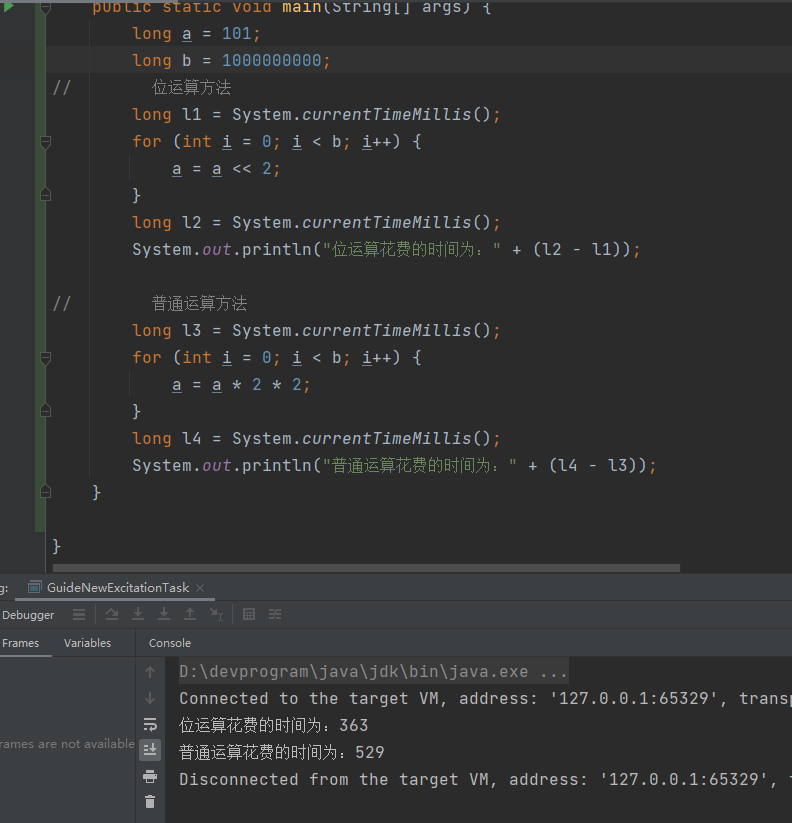 public static void main(String[] args) {
long a = 101;
long b = 1000000000;
// 位运算方法
long l1 = System.currentTimeMillis();
for (int i = 0; i < b; i++) {
a = a << 2;
}
long l2 = System.currentTimeMillis();
System.out.println("位运算花费的时间为：" + (l2 - l1));
// 普通运算方法
long l3 = System.currentTimeMillis();
for (int i = 0; i < b; i++) {
a = a * 2 * 2;
}
long l4 = System.currentTimeMillis();
System.out.println("普通运算花费的时间为：" + (l4 - l3));
}
}
g: GuideNewExcitationTask
Debugger
Frames Variables Console
D:\devprogram\java\jdk\bin\java.exe ...
Connected to the target VM, address: '127.0.0.1:65329', transp
位运算花费的时间为：363
rames are not available
普通运算花费的时间为：529
Disconnected from the target VM, address: '127.0.0.1:65329',